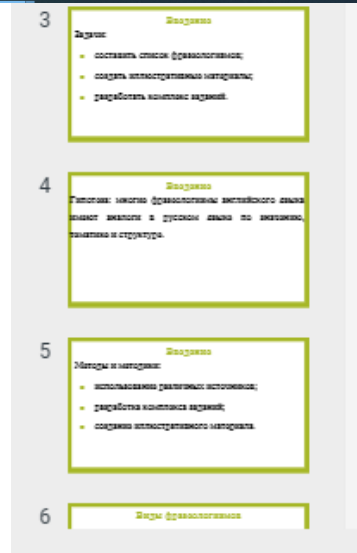 3
Введение
Задачи:
составить список фразеологизмов;
создать иллюстративные материалы;
разработать комплекс заданий.
4
Введение
Гипотеза: многие фразеологизмы английского языка
имеют аналоги в русском языке по значению,
тематике и структуре.
5
Введение
Методы и методики:
использование различных источников;
разработка комплекса заданий;
создание иллюстративного материала.
6
Виды фразеологизмов